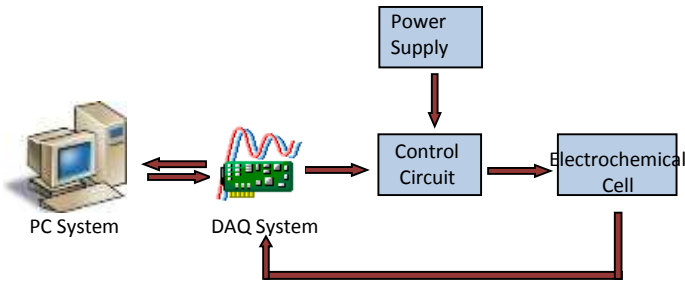 Power
Supply
Control
Circuit
Electrochemical
Cell
PC System
DAQ System